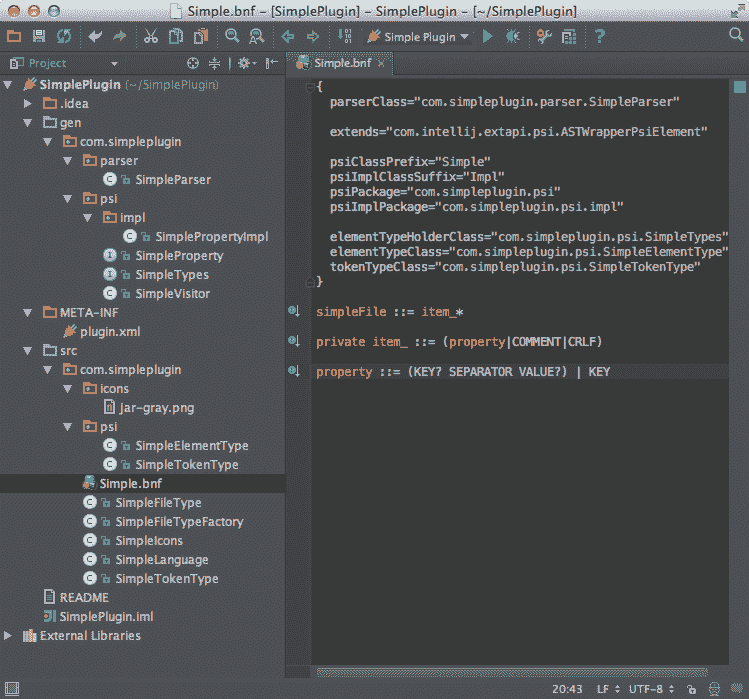 Simple.bnf – [SimplePlugin] – SimplePlugin – [~/SimplePlugin]
Simple Plugin
Project
Simple.bnf
SimplePlugin (~/SimplePlugin)
.idea
gen
com.simpleplugin
parser
SimpleParser
psi
impl
SimplePropertyImpl
SimpleProperty
SimpleTypes
SimpleVisitor
META-INF
plugin.xml
src
com.simpleplugin
icons
jar-gray.png
psi
SimpleElementType
SimpleTokenType
Simple.bnf
SimpleFileType
SimpleFileTypeFactory
SimpleIcons
SimpleLanguage
SimpleTokenType
README
SimplePlugin.iml
External Libraries
{
parserClass="com.simpleplugin.parser.SimpleParser"
extends="com.intellij.extapi.psi.ASTWrapperPsiElement"
psiClassPrefix="Simple"
psiImplClassSuffix="Impl"
psiPackage="com.simpleplugin.psi"
psiImplPackage="com.simpleplugin.psi.impl"
elementTypeHolderClass="com.simpleplugin.psi.SimpleTypes"
elementTypeClass="com.simpleplugin.psi.SimpleElementType"
tokenTypeClass="com.simpleplugin.psi.SimpleTokenType"
}
simpleFile ::= item_*
private item_ ::= (property|COMMENT|CRLF)
property ::= (KEY? SEPARATOR VALUE?) | KEY
20:43 LF UTF-8